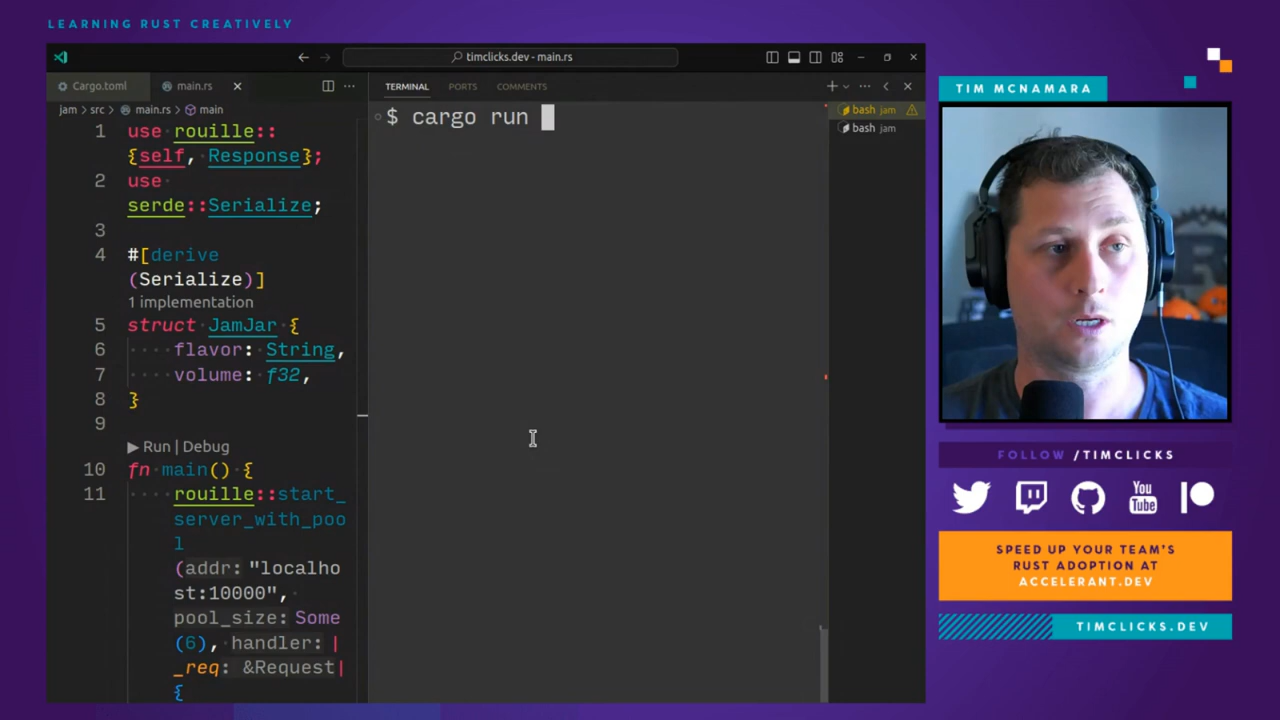 LEARNING RUST CREATIVELY
timclicks.dev - main.rs
Cargo.toml
main.rs
jam > src > main.rs > main
1 use rouille::
{self, Response};
2 use
serde::Serialize;
3
4 #[derive
(Serialize)]
1 implementation
5 struct JamJar {
6 flavor: String,
7 volume: f32,
8 }
9
▶ Run | Debug
10 fn main() {
11 rouille::start_
server_with_poo
l
(addr: "localho
st:10000",
pool_size: Some
(6), handler: |
_req: &Request|
{
TERMINAL PORTS COMMENTS
$ cargo run
bash jam
bash jam
TIM MCNAMARA
FOLLOW /TIMCLICKS
You
Tube
SPEED UP YOUR TEAM'S
RUST ADOPTION AT
ACCELERANT.DEV
TIMCLICKS.DEV